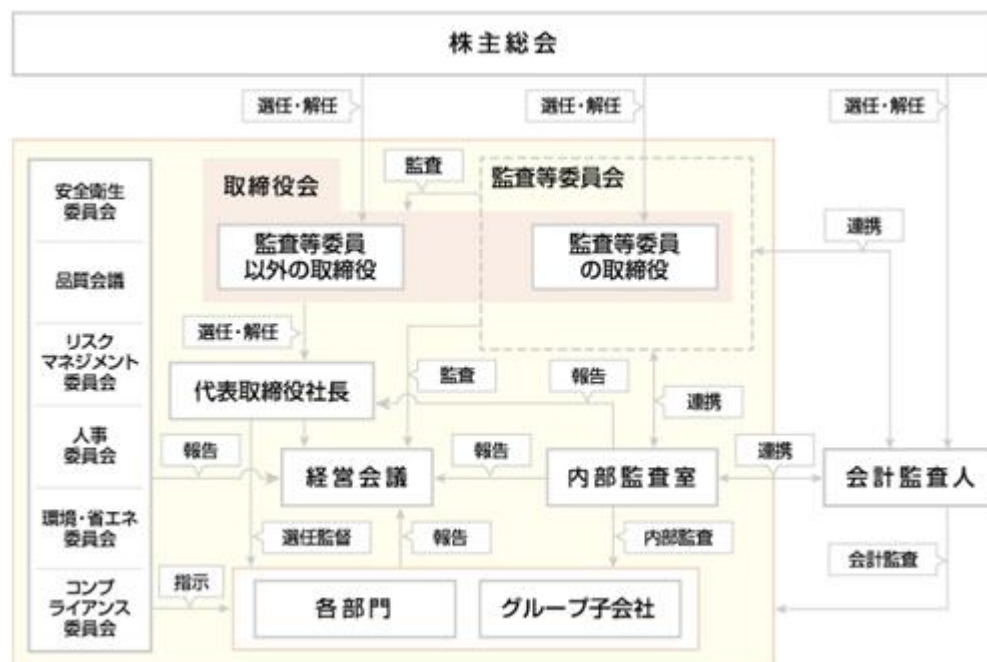 株主総会
選任・解任
選任・解任
選任・解任
安全衛生
委員会
品質会議
リスク
マネジメント
委員会
人事
委員会
環境・省エネ
委員会
コンプ
ライアンス
委員会
取締役会
監査
監査等委員会
監査等委員
以外の取締役
監査等委員
の取締役
連携
選任・解任
代表取締役社長
監査
報告
連携
報告
経営会議
報告
内部監査室
連携
会計監査人
選任監督
報告
内部監査
会計監査
指示
各部門
グループ子会社